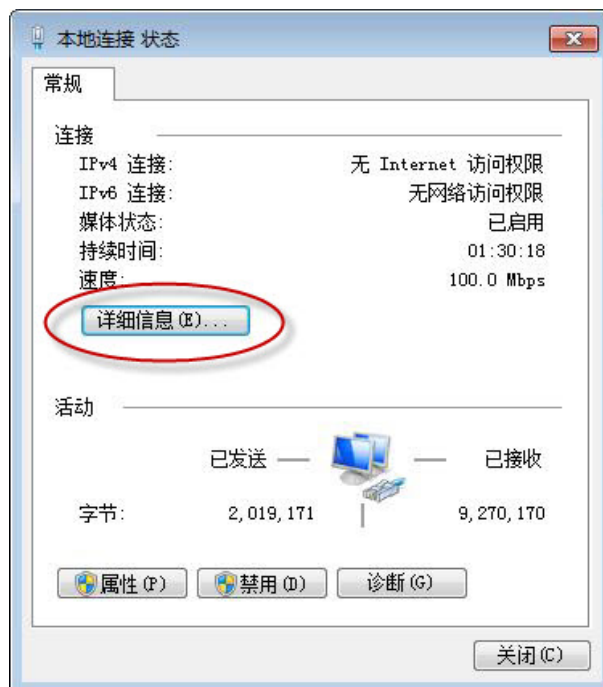 本地连接 状态
常规
连接
IPv4 连接: 无 Internet 访问权限
IPv6 连接: 无网络访问权限
媒体状态: 已启用
持续时间: 01:30:18
速度: 100.0 Mbps
详细信息(E)...
活动
已发送 — — 已接收
字节: 2,019,171 9,270,170
属性(P) 禁用(D) 诊断(G)
关闭(C)